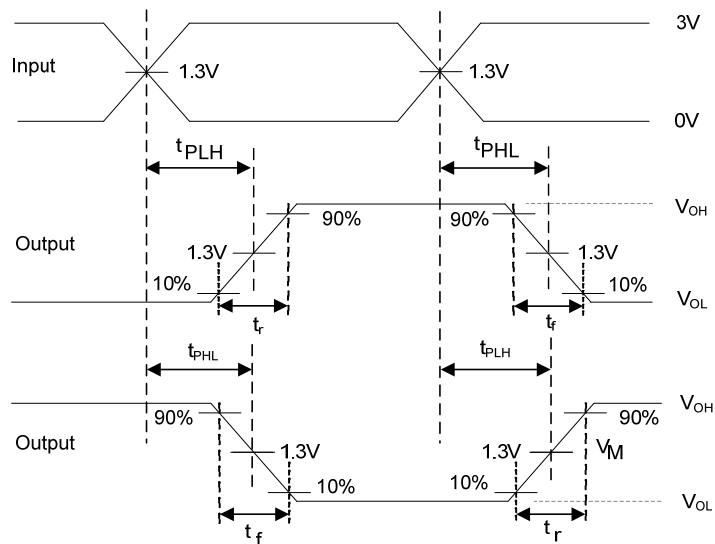 3V
Input
1.3V 1.3V
0V
tPLH tPHL
VOH
90% 90%
Output
1.3V 1.3V
10% 10%
VOL
tr tf
tPHL tPLH
VOH
90% 90%
Output
1.3V 1.3V VM
10% 10%
VOL
tf tr